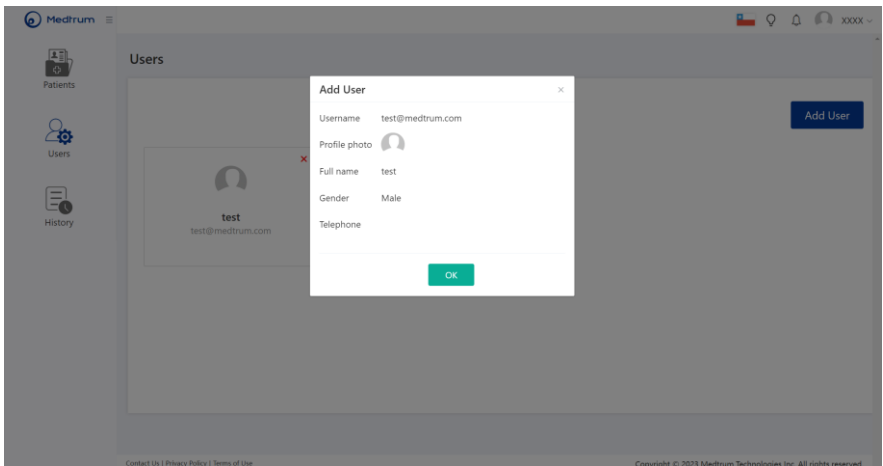 Medtrum
xxxx
Patients
Users
History
Users
Add User
test
test@medtrum.com
Add User
Username test@medtrum.com
Profile photo
Full name test
Gender Male
Telephone
OK
Contact Us | Privacy Policy | Terms of Use
Copyright © 2023 Medtrum Technologies Inc. All rights reserved.